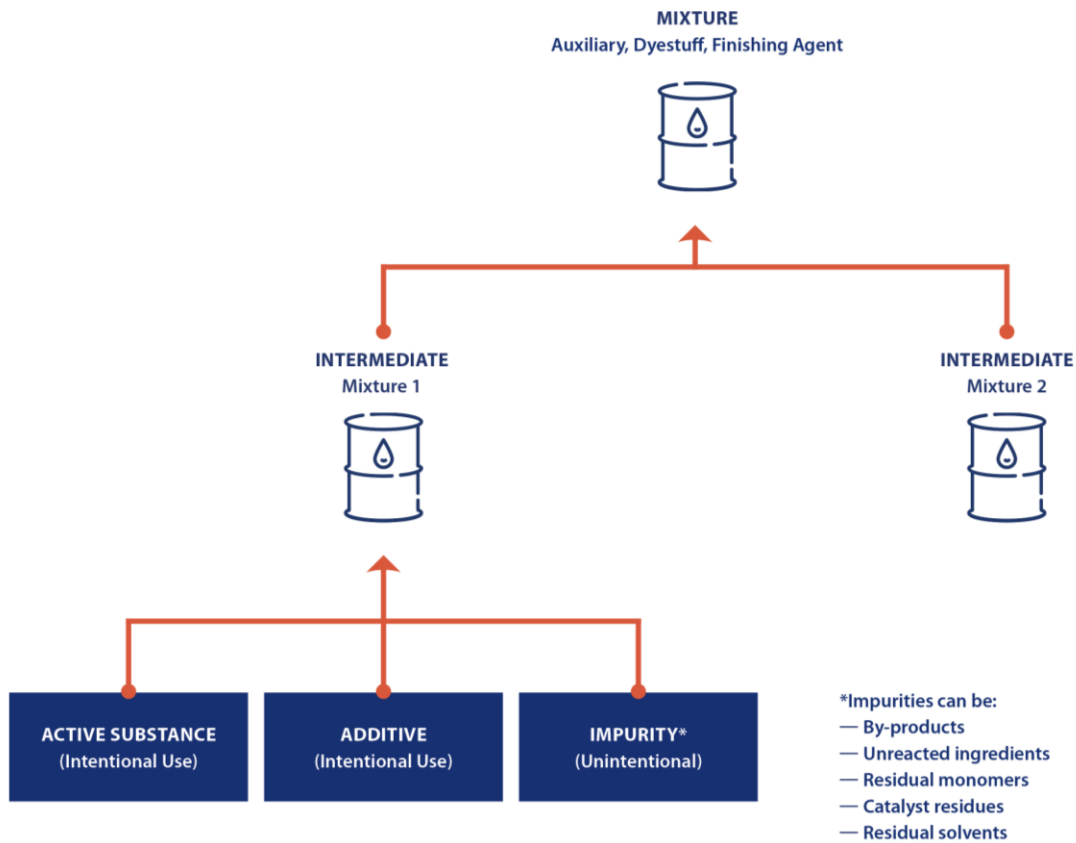 MIXTURE
Auxiliary, Dyestuff, Finishing Agent
INTERMEDIATE
Mixture 1
INTERMEDIATE
Mixture 2
ACTIVE SUBSTANCE
(Intentional Use)
ADDITIVE
(Intentional Use)
IMPURITY*
(Unintentional)
*Impurities can be:
— By-products
— Unreacted ingredients
— Residual monomers
— Catalyst residues
— Residual solvents